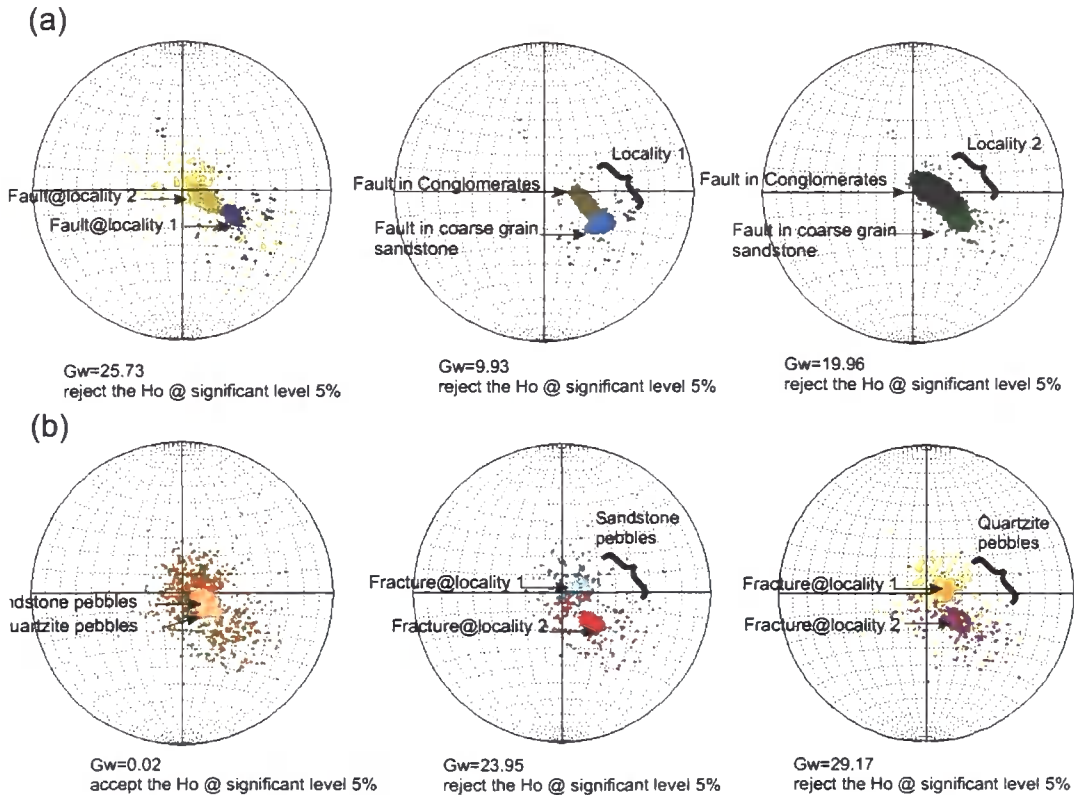 (a)
Fault@locality 2
Fault@locality 1
Gw=25.73
reject the Ho @ significant level 5%
Locality 1
Fault in Conglomerates
Fault in coarse grain
sandstone
Gw=9.93
reject the Ho @ significant level 5%
Locality 2
Fault in Conglomerates
Fault in coarse grain
sandstone
Gw=19.96
reject the Ho @ significant level 5%
(b)
ndstone pebbles
uartzite pebbles
Gw=0.02
accept the Ho @ significant level 5%
Sandstone
pebbles
Fracture@locality 1
Fracture@locality 2
Gw=23.95
reject the Ho @ significant level 5%
Quartzite
pebbles
Fracture@locality 1
Fracture@locality 2
Gw=29.17
reject the Ho @ significant level 5%